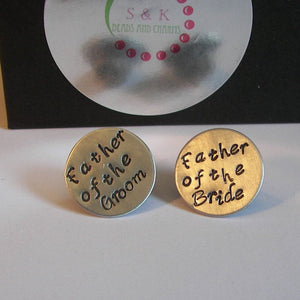 S & K
BEADS AND CHARMS
Father
of the
Groom
Father
of the
Bride